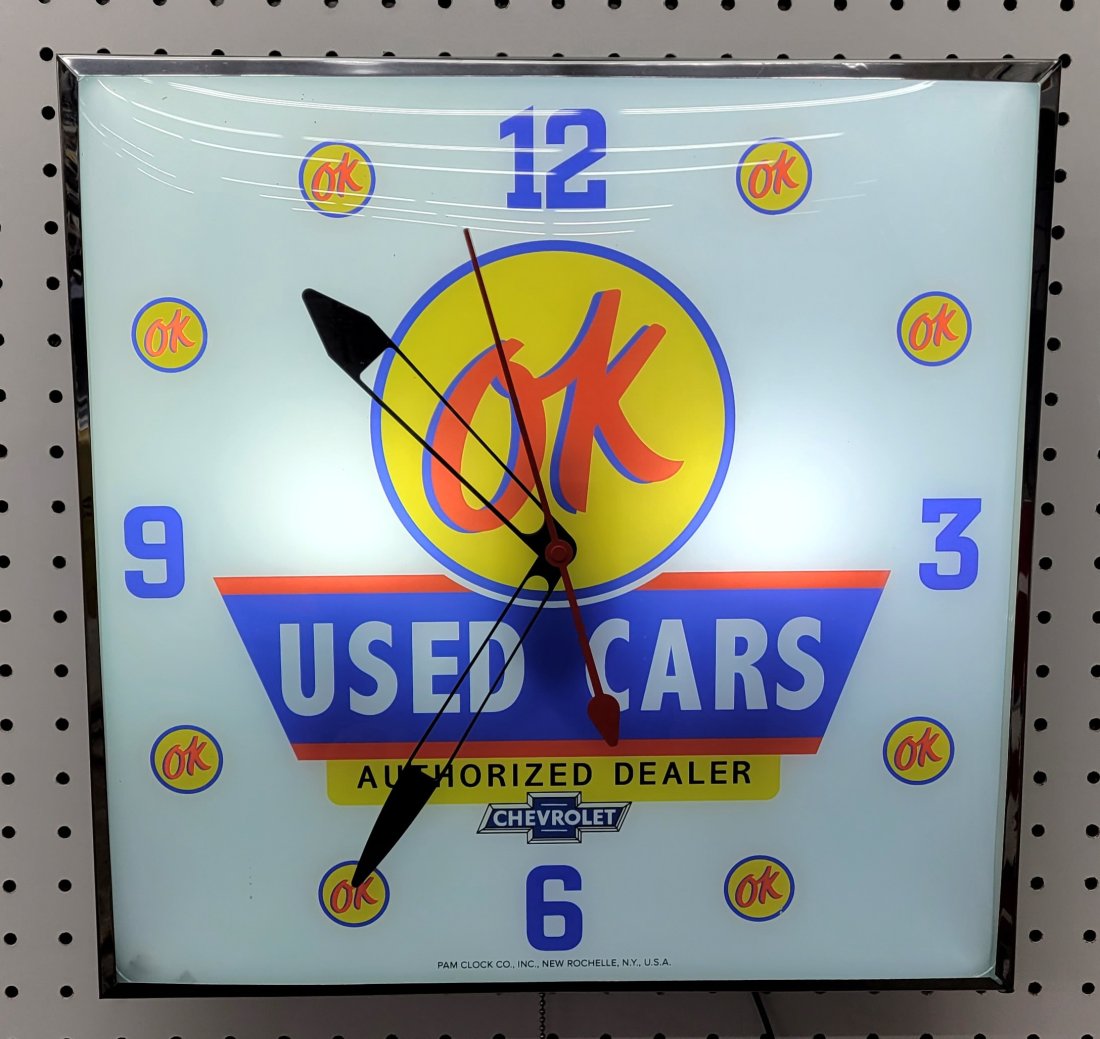 12
OK
OK
OK
OK
OK
9
3
USED CARS
OK
OK
AUTHORIZED DEALER
CHEVROLET
OK
OK
6
PAM CLOCK CO., INC., NEW ROCHELLE, N.Y., U.S.A.